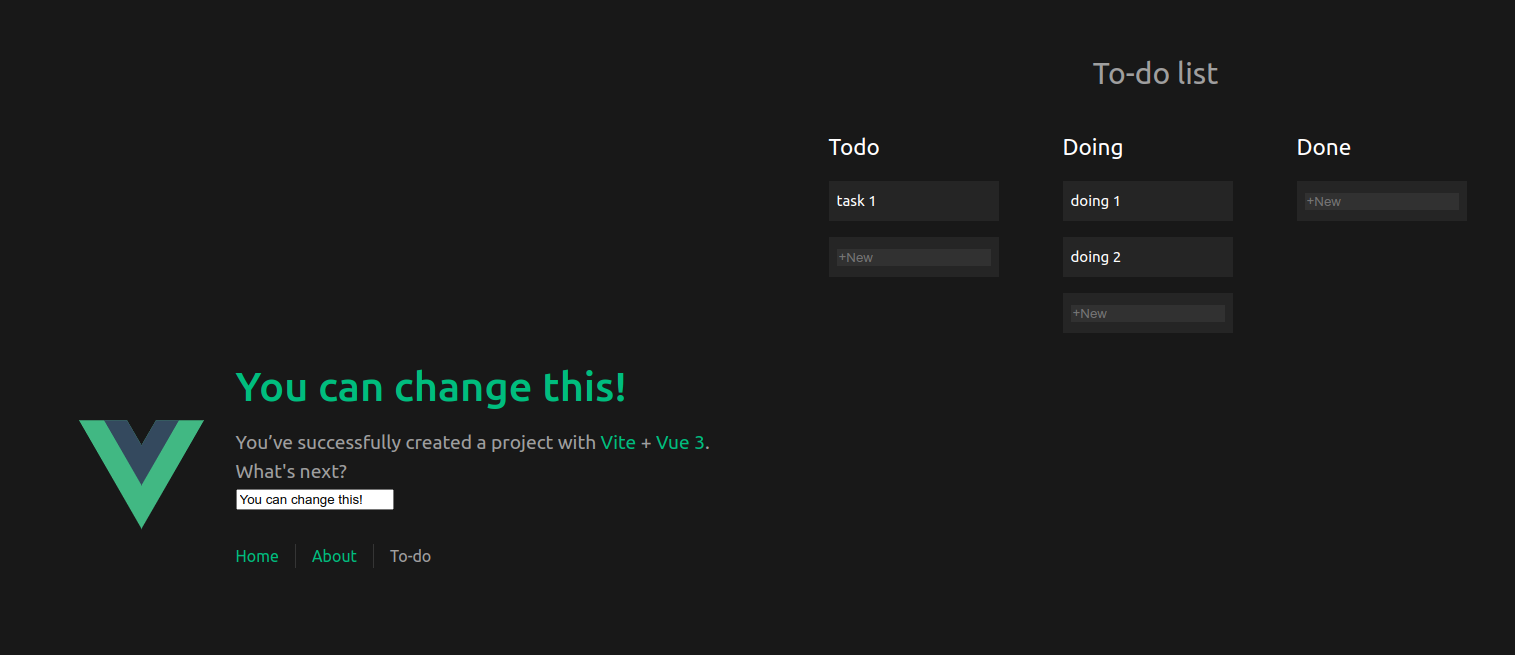 To-do list
Todo
Doing
Done
task 1
doing 1
+New
+New
doing 2
+New
You can change this!
You’ve successfully created a project with Vite + Vue 3.
What's next?
You can change this!
Home
About
To-do